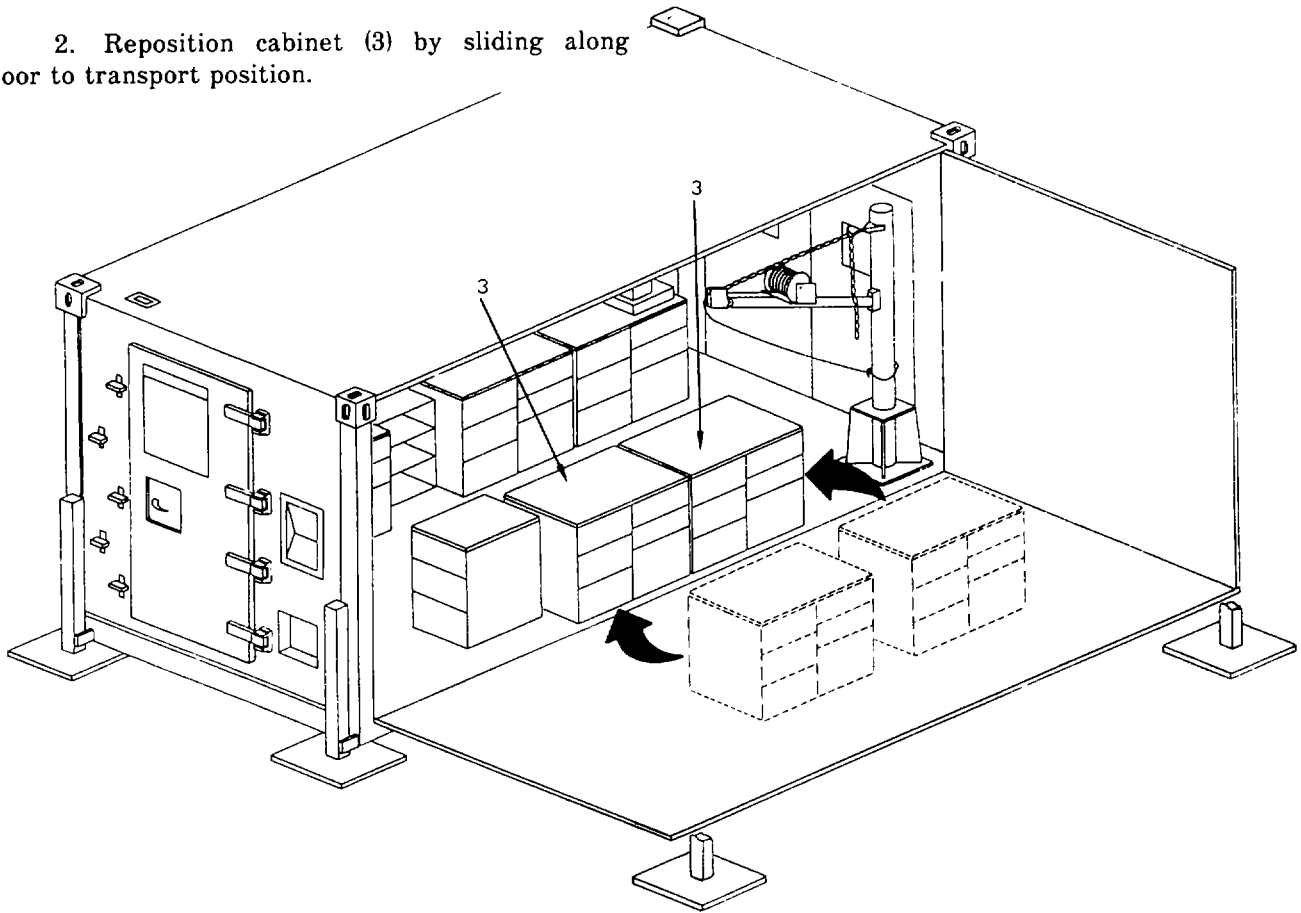 2. Reposition cabinet (3) by sliding along
oor to transport position.
3
3